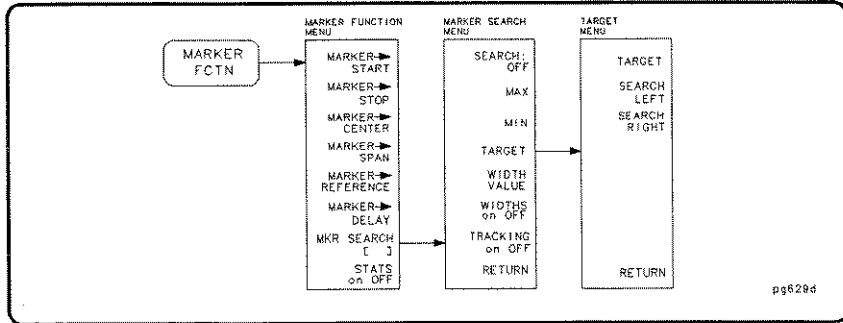 MARKER
FCTN
MARKER FUNCTION
MENU
MARKER→
START
MARKER→
STOP
MARKER→
CENTER
MARKER→
SPAN
MARKER→
REFERENCE
MARKER→
DELAY
MKR SEARCH
[ ]
STATS
on OFF
MARKER SEARCH
MENU
SEARCH:
OFF
MAX
MIN
TARGET
WIDTH
VALUE
WIDTHS
on OFF
TRACKING
on OFF
RETURN
TARGET
MENU
TARGET
SEARCH
LEFT
SEARCH
RIGHT
RETURN
pg629d